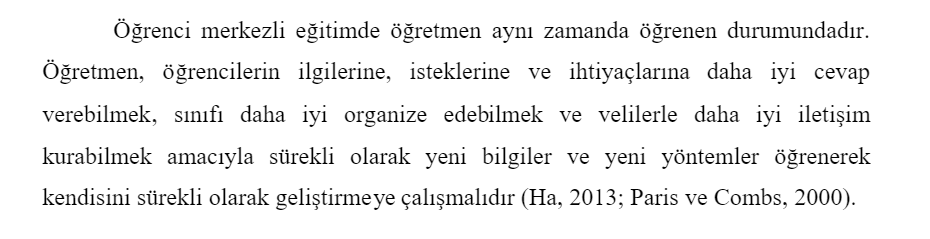 Öğrenci merkezli eğitimde öğretmen aynı zamanda öğrenen durumundadır.
Öğretmen, öğrencilerin ilgilerine, isteklerine ve ihtiyaçlarına daha iyi cevap
verebilmek, sınıfı daha iyi organize edebilmek ve velilerle daha iyi iletişim
kurabilmek amacıyla sürekli olarak yeni bilgiler ve yeni yöntemler öğrenerek
kendisini sürekli olarak geliştirmeye çalışmalıdır (Ha, 2013; Paris ve Combs, 2000).